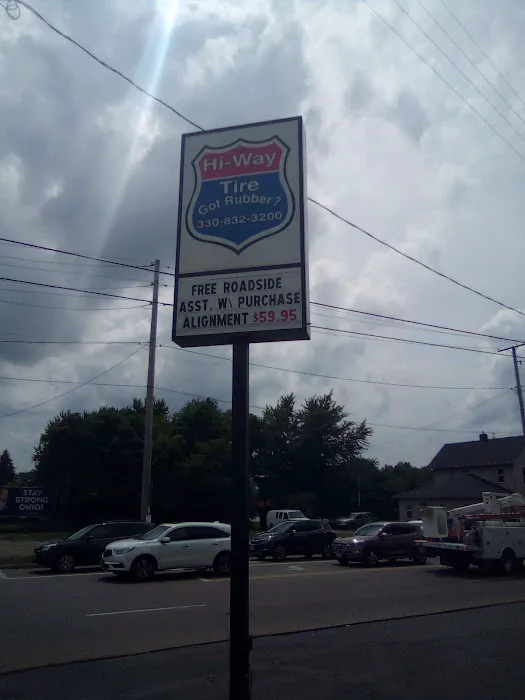 Hi-Way
Tire
Got Rubber?
330-832-3200
FREE ROADSIDE
ASST. W\ PURCHASE
ALIGNMENT $59.95
STAY
STRONG
OHIO!